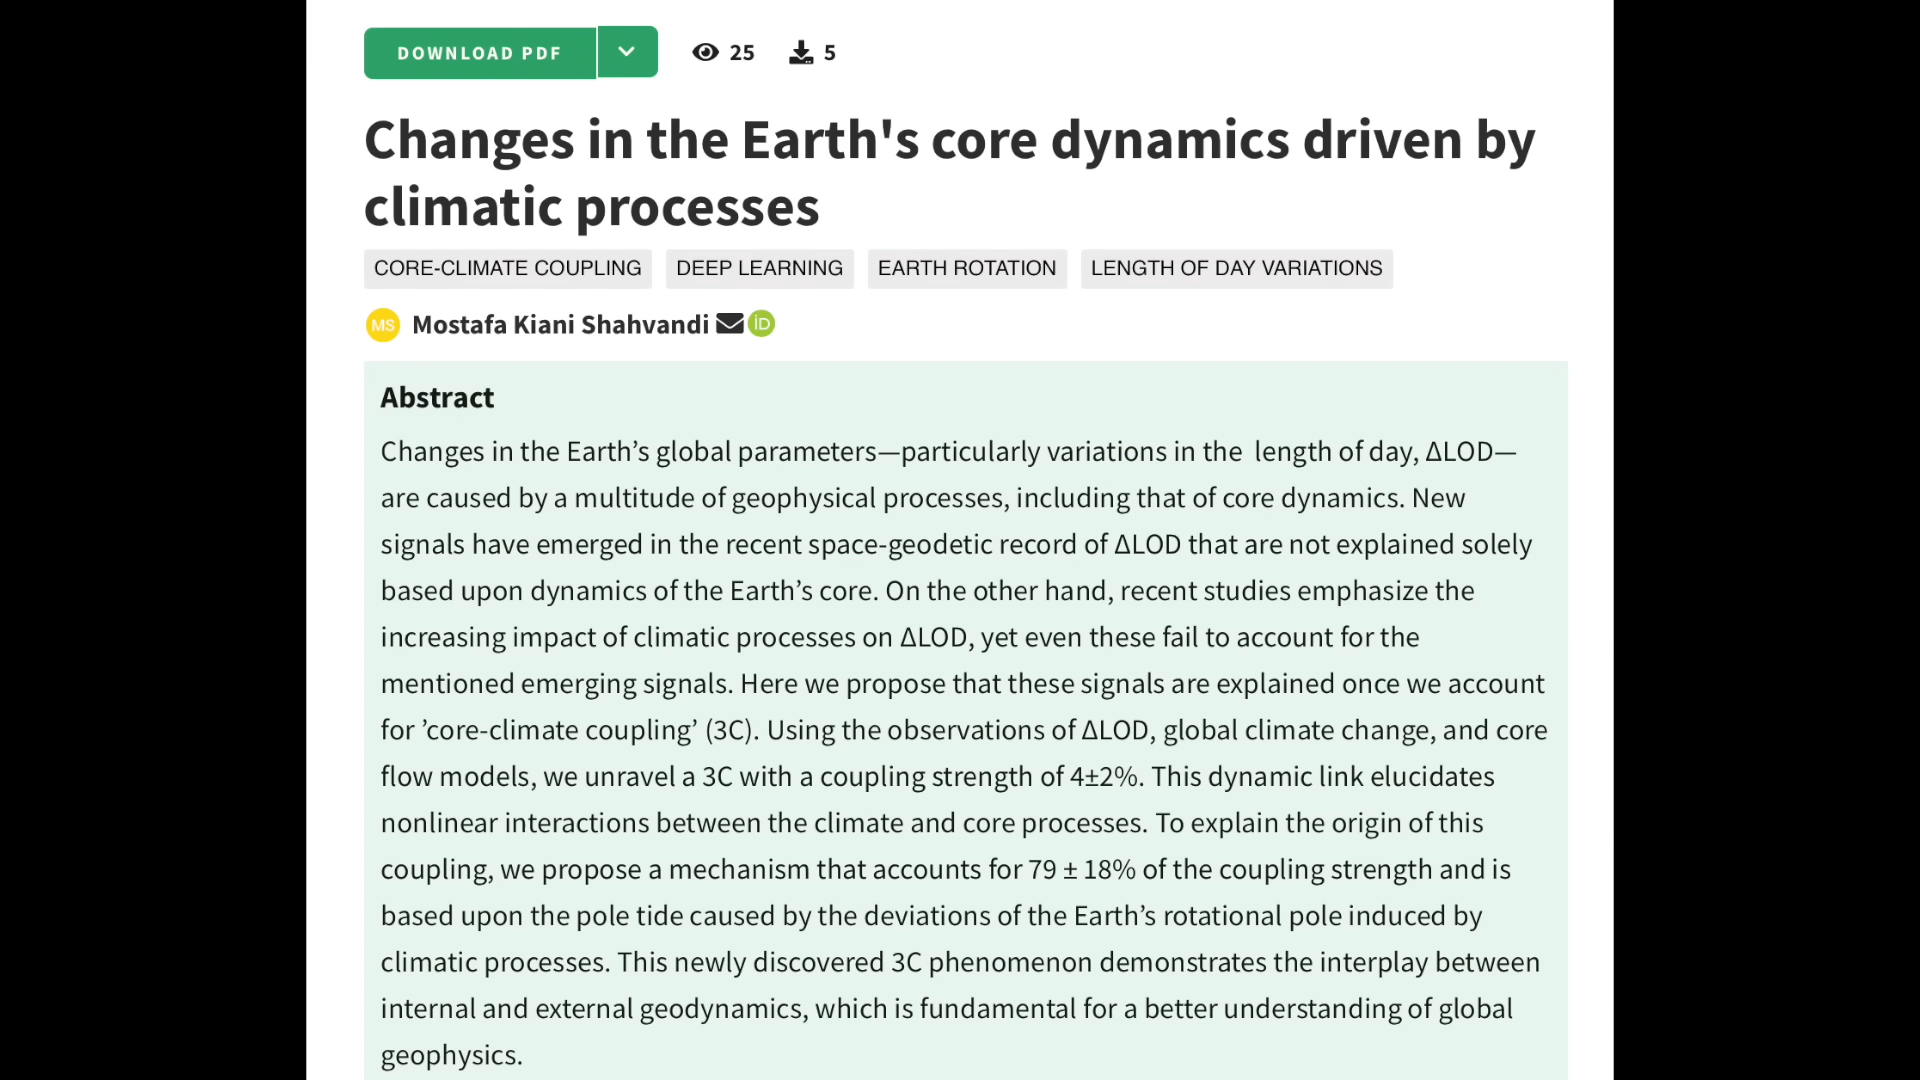 DOWNLOAD PDF 25 5
Changes in the Earth's core dynamics driven by
climatic processes
CORE-CLIMATE COUPLING DEEP LEARNING EARTH ROTATION LENGTH OF DAY VARIATIONS
MS Mostafa Kiani Shahvandi iD
Abstract
Changes in the Earth’s global parameters—particularly variations in the length of day, ΔLOD—
are caused by a multitude of geophysical processes, including that of core dynamics. New
signals have emerged in the recent space-geodetic record of ΔLOD that are not explained solely
based upon dynamics of the Earth’s core. On the other hand, recent studies emphasize the
increasing impact of climatic processes on ΔLOD, yet even these fail to account for the
mentioned emerging signals. Here we propose that these signals are explained once we account
for ’core-climate coupling’ (3C). Using the observations of ΔLOD, global climate change, and core
flow models, we unravel a 3C with a coupling strength of 4±2%. This dynamic link elucidates
nonlinear interactions between the climate and core processes. To explain the origin of this
coupling, we propose a mechanism that accounts for 79 ± 18% of the coupling strength and is
based upon the pole tide caused by the deviations of the Earth’s rotational pole induced by
climatic processes. This newly discovered 3C phenomenon demonstrates the interplay between
internal and external geodynamics, which is fundamental for a better understanding of global
geophysics.